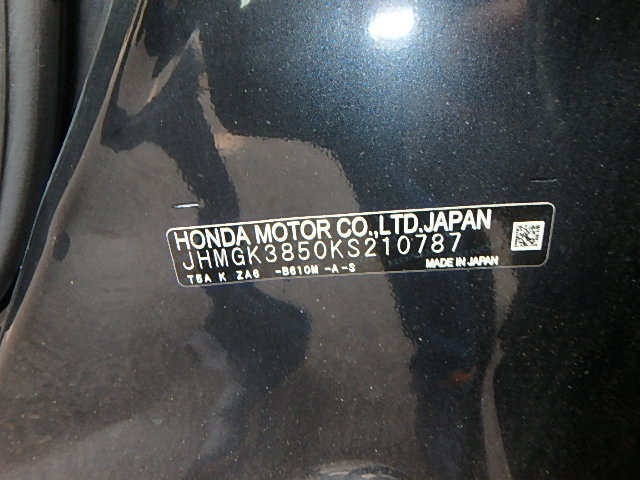 HONDA MOTOR CO.,LTD.JAPAN
JHMGK3850KS210787
T5A K ZA6 -B610M -A-S
MADE IN JAPAN